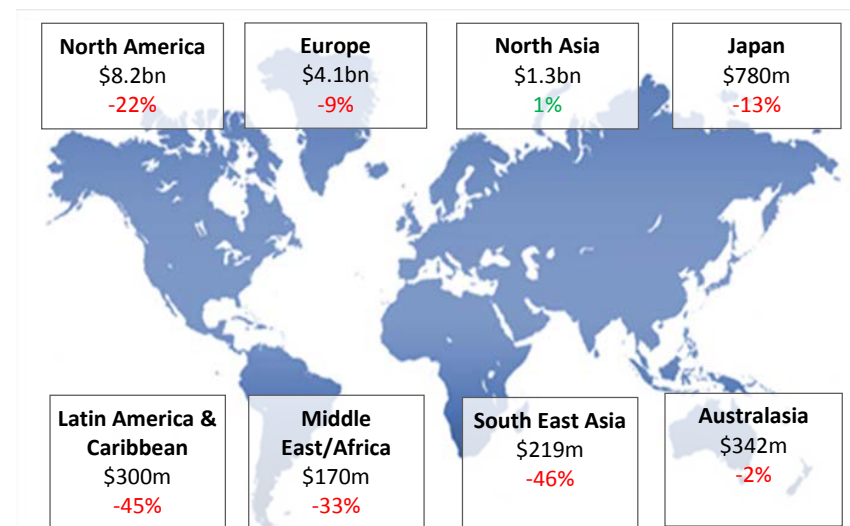 North America
$8.2bn
-22%
Europe
$4.1bn
-9%
North Asia
$1.3bn
1%
Japan
$780m
-13%
Latin America &
Caribbean
$300m
-45%
Middle
East/Africa
$170m
-33%
South East Asia
$219m
-46%
Australasia
$342m
-2%